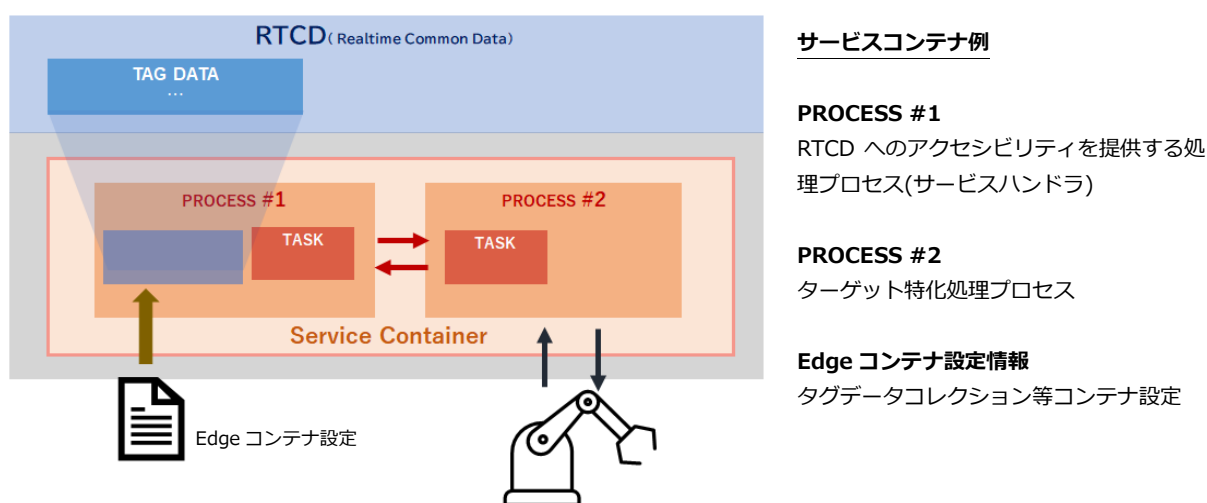 RTCD( Realtime Common Data)
TAG DATA
...
PROCESS #1
TASK
PROCESS #2
TASK
Service Container
Edge コンテナ設定
サービスコンテナ例
PROCESS #1
RTCD へのアクセシビリティを提供する処
理プロセス(サービスハンドラ)
PROCESS #2
ターゲット特化処理プロセス
Edge コンテナ設定情報
タグデータコレクション等コンテナ設定